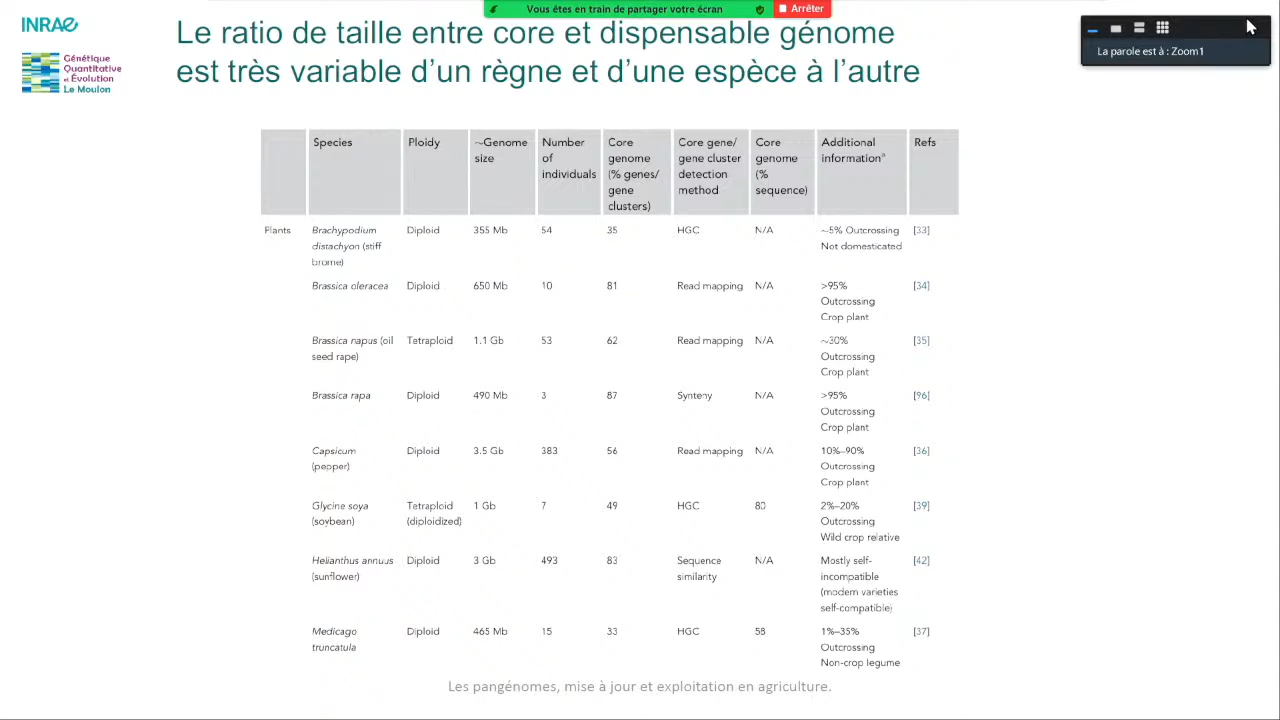 Vous êtes en train de partager votre écran
Arrêter
INRAE
Génétique
Quantitative
et Évolution
Le Moulon
Le ratio de taille entre core et dispensable génome
est très variable d'un règne et d'une espèce à l'autre
La parole est à : Zoom1
Species Ploidy ~Genome size Number of individuals Core genome (% genes/ gene clusters) Core gene/ gene cluster detection method Core genome (% sequence) Additional informationᵃ Refs
Plants Brachypodium distachyon (stiff brome) Diploid 355 Mb 54 35 HGC N/A ~5% Outcrossing Not domesticated [33]
Brassica oleracea Diploid 650 Mb 10 81 Read mapping N/A >95% Outcrossing Crop plant [34]
Brassica napus (oil seed rape) Tetraploid 1.1 Gb 53 62 Read mapping N/A ~30% Outcrossing Crop plant [35]
Brassica rapa Diploid 490 Mb 3 87 Synteny N/A >95% Outcrossing Crop plant [96]
Capsicum (pepper) Diploid 3.5 Gb 383 56 Read mapping N/A 10%–90% Outcrossing Crop plant [36]
Glycine soya (soybean) Tetraploid (diploidized) 1 Gb 7 49 HGC 80 2%–20% Outcrossing Wild crop relative [39]
Helianthus annuus (sunflower) Diploid 3 Gb 493 83 Sequence similarity N/A Mostly self-incompatible (modern varieties self-compatible) [42]
Medicago truncatula Diploid 465 Mb 15 33 HGC 58 1%–35% Outcrossing Non-crop legume [37]
Les pangénomes, mise à jour et exploitation en agriculture.